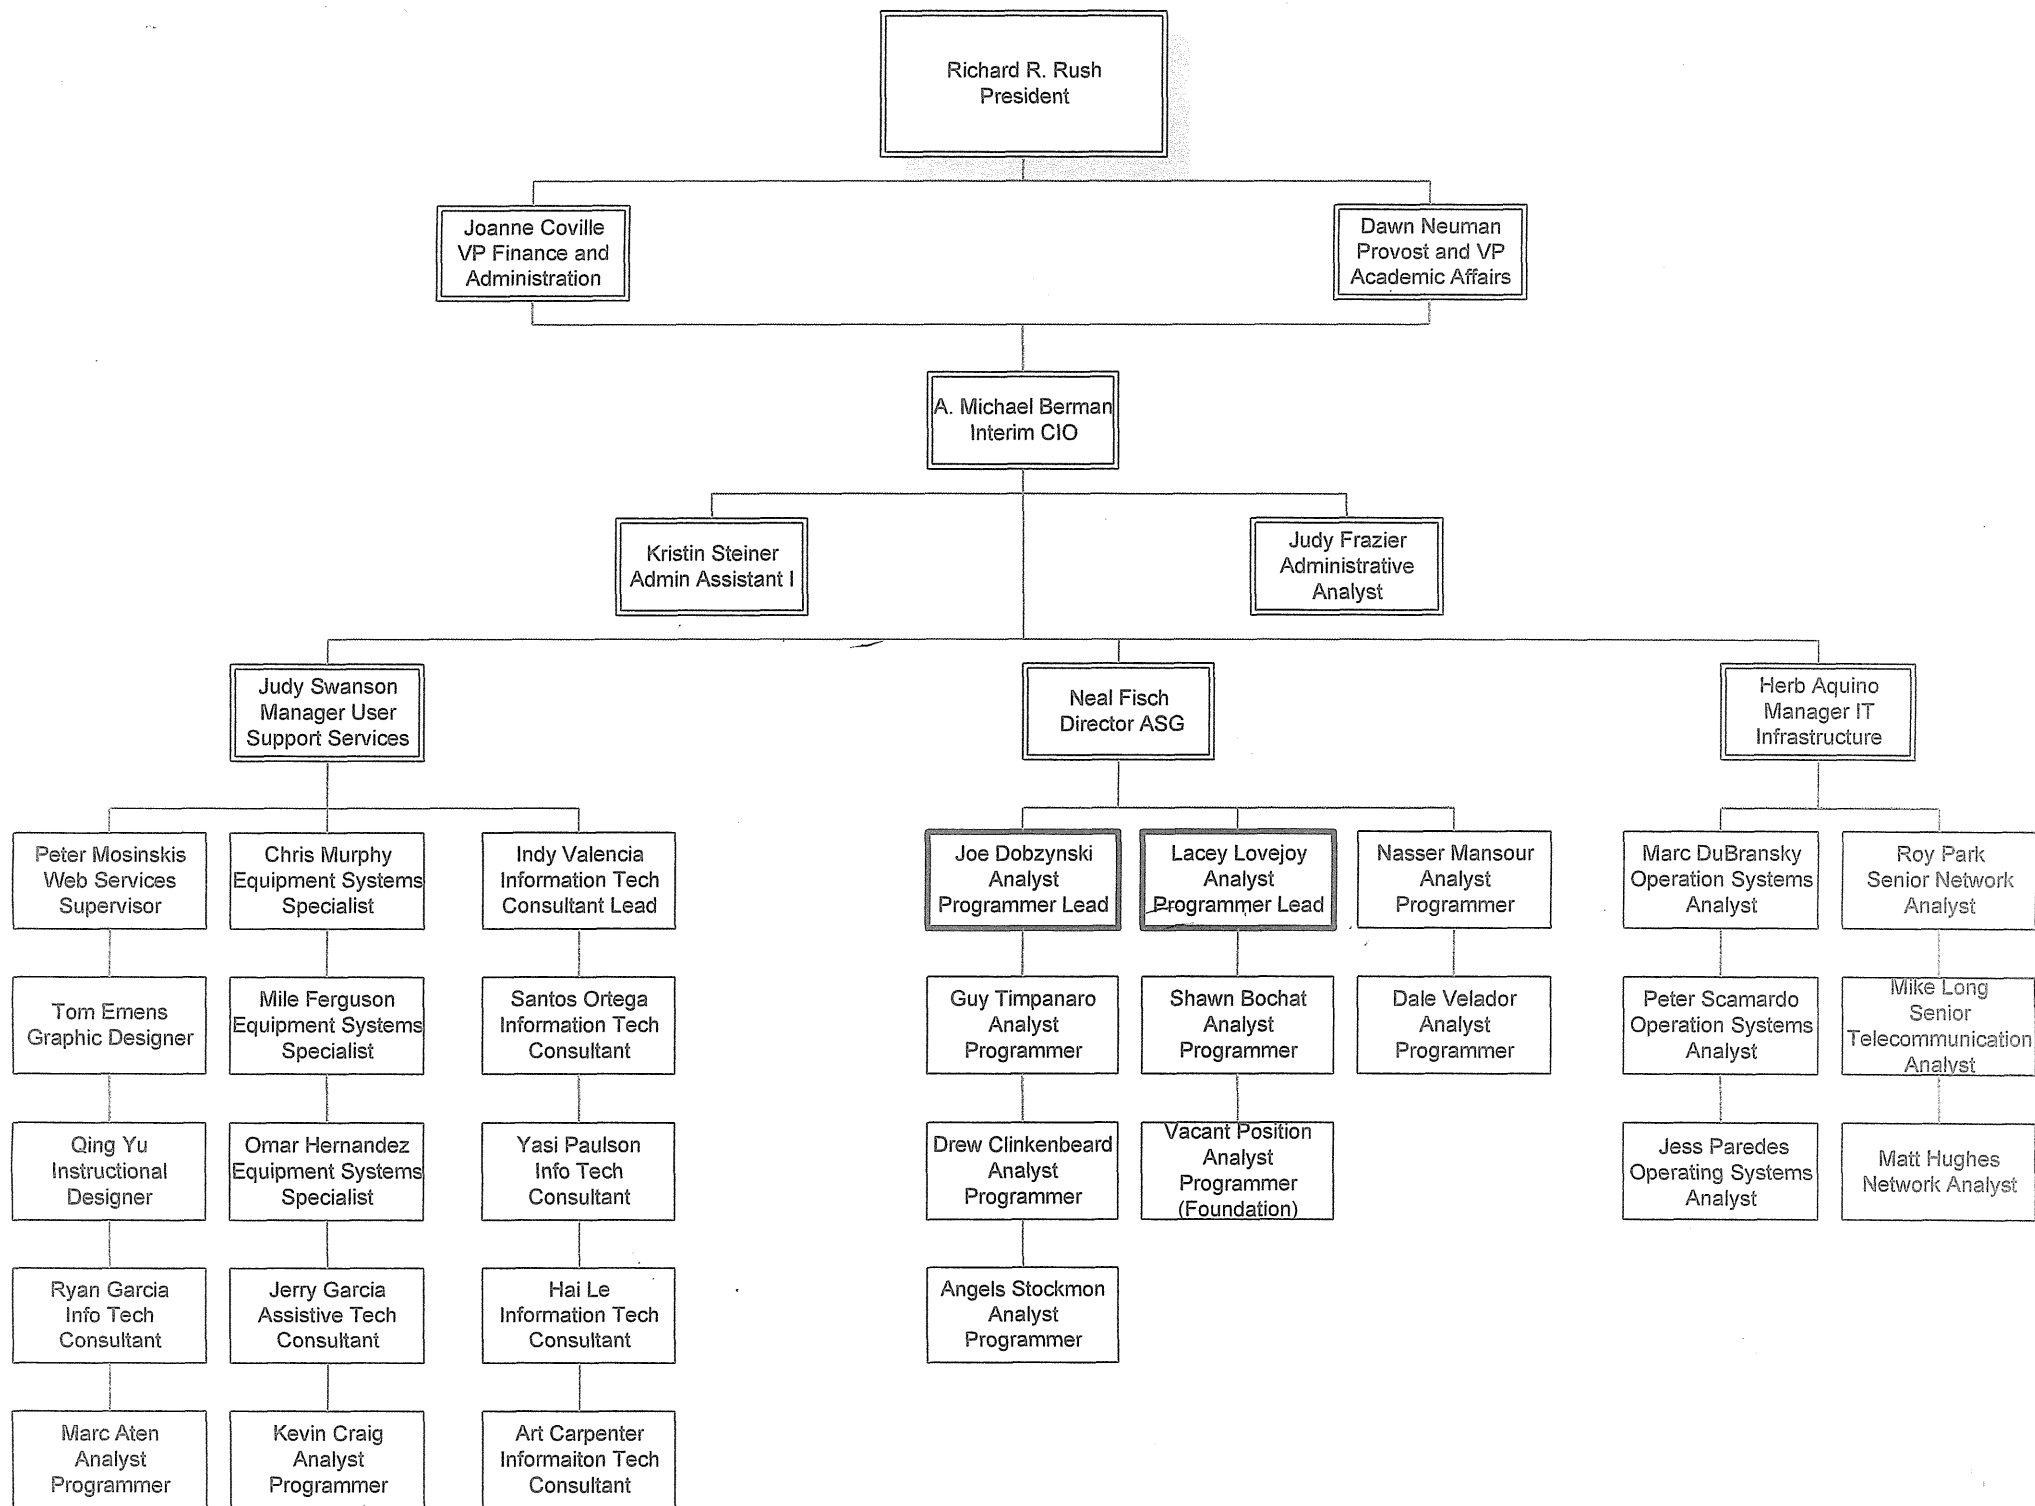 Richard R. Rush
President
Joanne Coville
VP Finance and
Administration
Dawn Neuman
Provost and VP
Academic Affairs
A. Michael Berman
Interim CIO
Kristin Steiner
Admin Assistant I
Judy Frazier
Administrative
Analyst
Judy Swanson
Manager User
Support Services
Neal Fisch
Director ASG
Herb Aquino
Manager IT
Infrastructure
Peter Mosinskis
Web Services
Supervisor
Chris Murphy
Equipment Systems
Specialist
Indy Valencia
Information Tech
Consultant Lead
Joe Dobzynski
Analyst
Programmer Lead
Lacey Lovejoy
Analyst
Programmer Lead
Nasser Mansour
Analyst
Programmer
Marc DuBransky
Operation Systems
Analyst
Roy Park
Senior Network
Analyst
Tom Emens
Graphic Designer
Mile Ferguson
Equipment Systems
Specialist
Santos Ortega
Information Tech
Consultant
Guy Timpanaro
Analyst
Programmer
Shawn Bochat
Analyst
Programmer
Dale Velador
Analyst
Programmer
Peter Scamardo
Operation Systems
Analyst
Mike Long
Senior
Telecommunication
Analyst
Qing Yu
Instructional
Designer
Omar Hernandez
Equipment Systems
Specialist
Yasi Paulson
Info Tech
Consultant
Drew Clinkenbeard
Analyst
Programmer
Vacant Position
Analyst
Programmer
(Foundation)
Jess Paredes
Operating Systems
Analyst
Matt Hughes
Network Analyst
Ryan Garcia
Info Tech
Consultant
Jerry Garcia
Assistive Tech
Consultant
Hai Le
Information Tech
Consultant
Angels Stockmon
Analyst
Programmer
Marc Aten
Analyst
Programmer
Kevin Craig
Analyst
Programmer
Art Carpenter
Informaiton Tech
Consultant